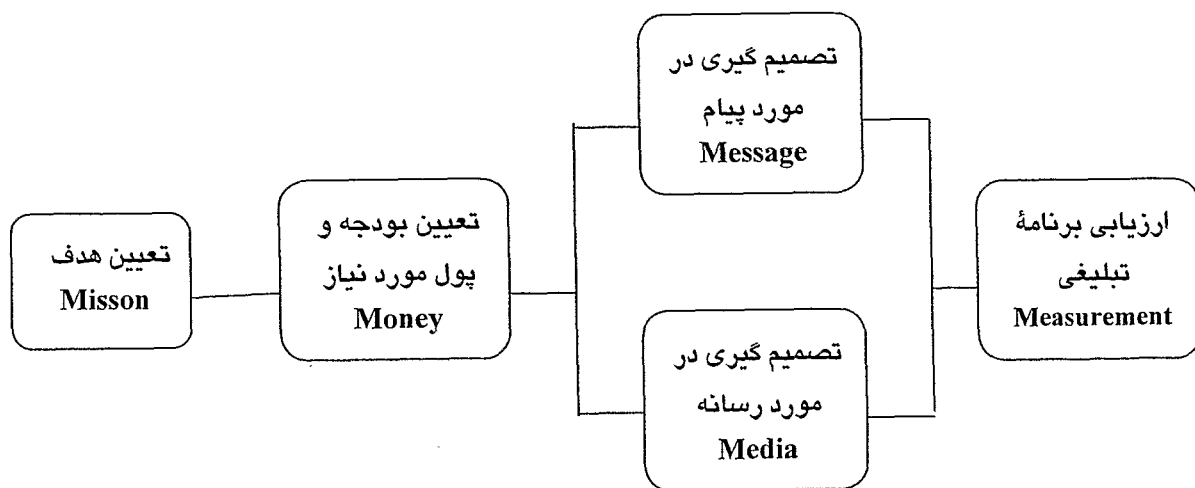 تعیین هدف
Misson
تعیین بودجه و
پول مورد نیاز
Money
تصمیم گیری در
مورد پیام
Message
تصمیم گیری در
مورد رسانه
Media
ارزیابی برنامهٔ
تبلیغی
Measurement